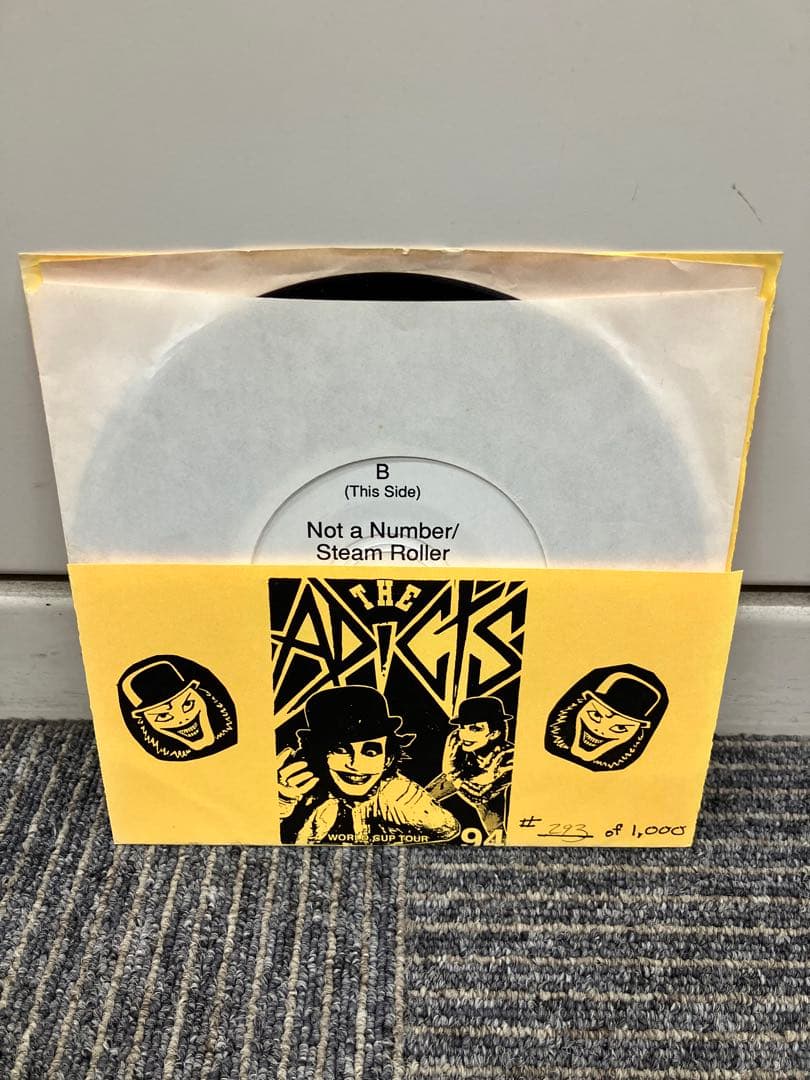 B
(This Side)
Not a Number/
Steam Roller
THE
ADICTS
WORLD CUP TOUR
94
# 293 of 1,000